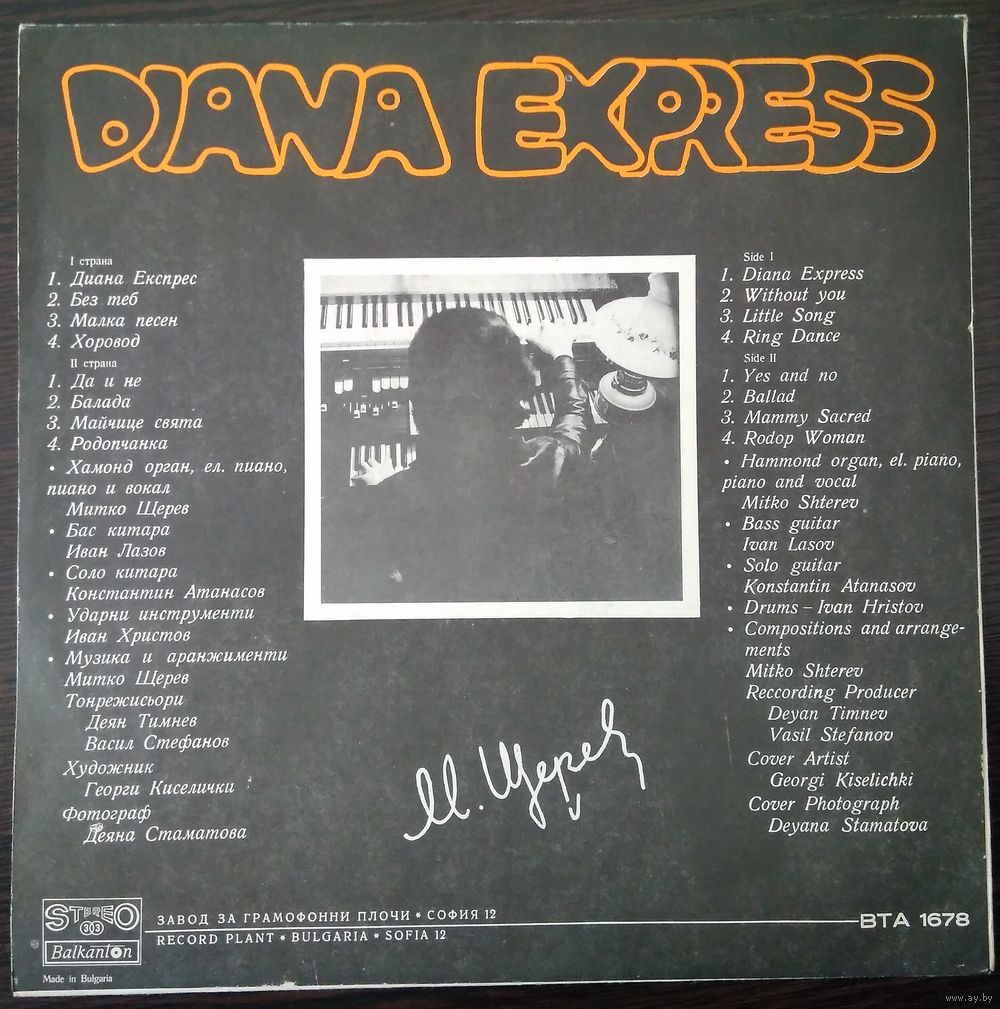 DIANA EXPRESS
I страна
1. Диана Експрес
2. Без теб
3. Малка песен
4. Хоровод
II страна
1. Да и не
2. Балада
3. Майчице свята
4. Родопчанка
• Хамонд орган, ел. пиано,
пиано и вокал
Митко Щерев
• Бас китара
Иван Лазов
• Соло китара
Константин Атанасов
• Ударни инструменти
Иван Христов
• Музика и аранжименти
Митко Щерев
Тонрежисьори
Деян Тимнев
Васил Стефанов
Художник
Георги Киселички
Фотограф
Деяна Стаматова
Side I
1. Diana Express
2. Without you
3. Little Song
4. Ring Dance
Side II
1. Yes and no
2. Ballad
3. Mammy Sacred
4. Rodop Woman
• Hammond organ, el. piano,
piano and vocal
Mitko Shterev
• Bass guitar
Ivan Lasov
• Solo guitar
Konstantin Atanasov
• Drums – Ivan Hristov
• Compositions and arrange-
ments
Mitko Shterev
Reccording Producer
Deyan Timnev
Vasil Stefanov
Cover Artist
Georgi Kiselichki
Cover Photograph
Deyana Stamatova
М. Щерев
STEREO
303
Balkanton
Made in Bulgaria
ЗАВОД ЗА ГРАМОФОННИ ПЛОЧИ * СОФИЯ 12
RECORD PLANT * BULGARIA * SOFIA 12
ВТА 1678
www.ay.by